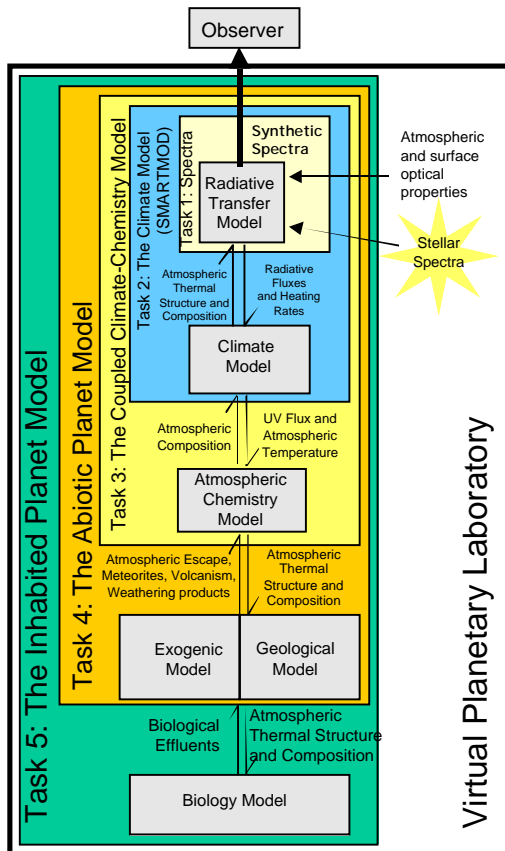 Observer
Task 5: The Inhabited Planet Model
Task 4: The Abiotic Planet Model
Task 3: The Coupled Climate-Chemistry Model
Task 2: The Climate Model
(SMARTMOD)
Task 1: Spectra
Synthetic
Spectra
Radiative
Transfer
Model
Atmospheric
and surface
optical
properties
Stellar
Spectra
Atmospheric
Thermal
Structure and
Composition
Radiative
Fluxes
and Heating
Rates
Climate
Model
Atmospheric
Composition
UV Flux and
Atmospheric
Temperature
Atmospheric
Chemistry
Model
Atmospheric Escape,
Meteorites, Volcanism,
Weathering products
Atmospheric
Thermal
Structure and
Composition
Exogenic
Model
Geological
Model
Biological
Effluents
Atmospheric
Thermal Structure
and Composition
Biology Model
Virtual Planetary Laboratory